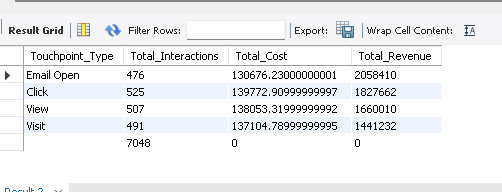 Result Grid Filter Rows: Export: Wrap Cell Content: IA
Touchpoint_Type Total_Interactions Total_Cost Total_Revenue
Email Open 476 130676.23000000001 2058410
Click 525 139772.90999999997 1827662
View 507 138053.31999999992 1660010
Visit 491 137104.78999999995 1441232
7048 0 0
Result 2